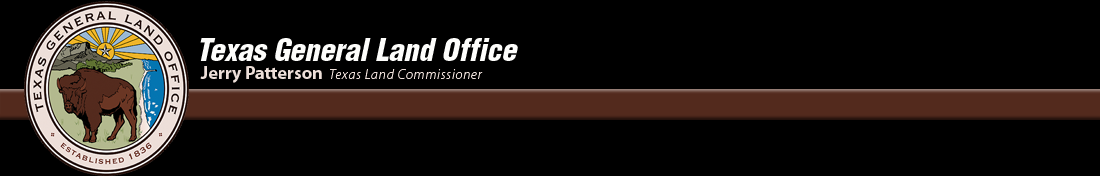 TEXAS GENERAL LAND OFFICE
ESTABLISHED 1836
Texas General Land Office
Jerry Patterson Texas Land Commissioner